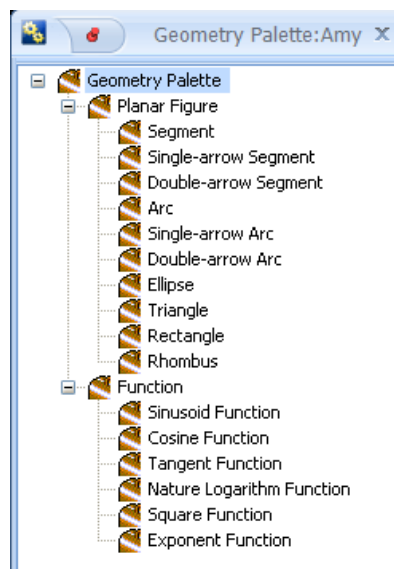 Geometry Palette:Amy
Geometry Palette
Planar Figure
Segment
Single-arrow Segment
Double-arrow Segment
Arc
Single-arrow Arc
Double-arrow Arc
Ellipse
Triangle
Rectangle
Rhombus
Function
Sinusoid Function
Cosine Function
Tangent Function
Nature Logarithm Function
Square Function
Exponent Function